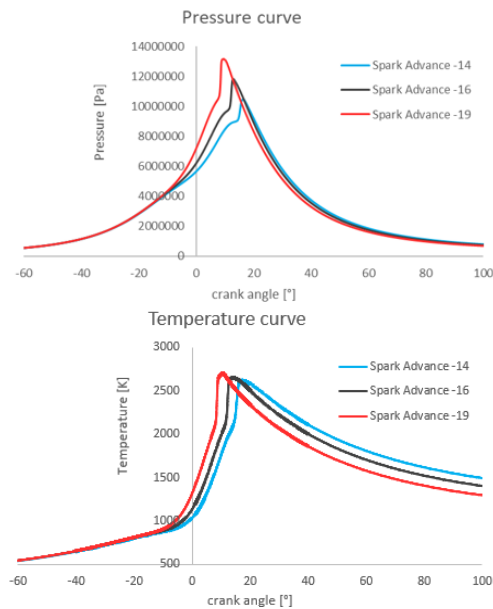 Pressure curve
14000000
12000000
10000000
8000000
6000000
4000000
2000000
0
Pressure [Pa]
Spark Advance -14
Spark Advance -16
Spark Advance -19
-60 -40 -20 0 20 40 60 80 100
crank angle [°]
Temperature curve
3000
2500
2000
1500
1000
500
Temperature [K]
Spark Advance -14
Spark Advance -16
Spark Advance -19
-60 -40 -20 0 20 40 60 80 100
crank angle [°]